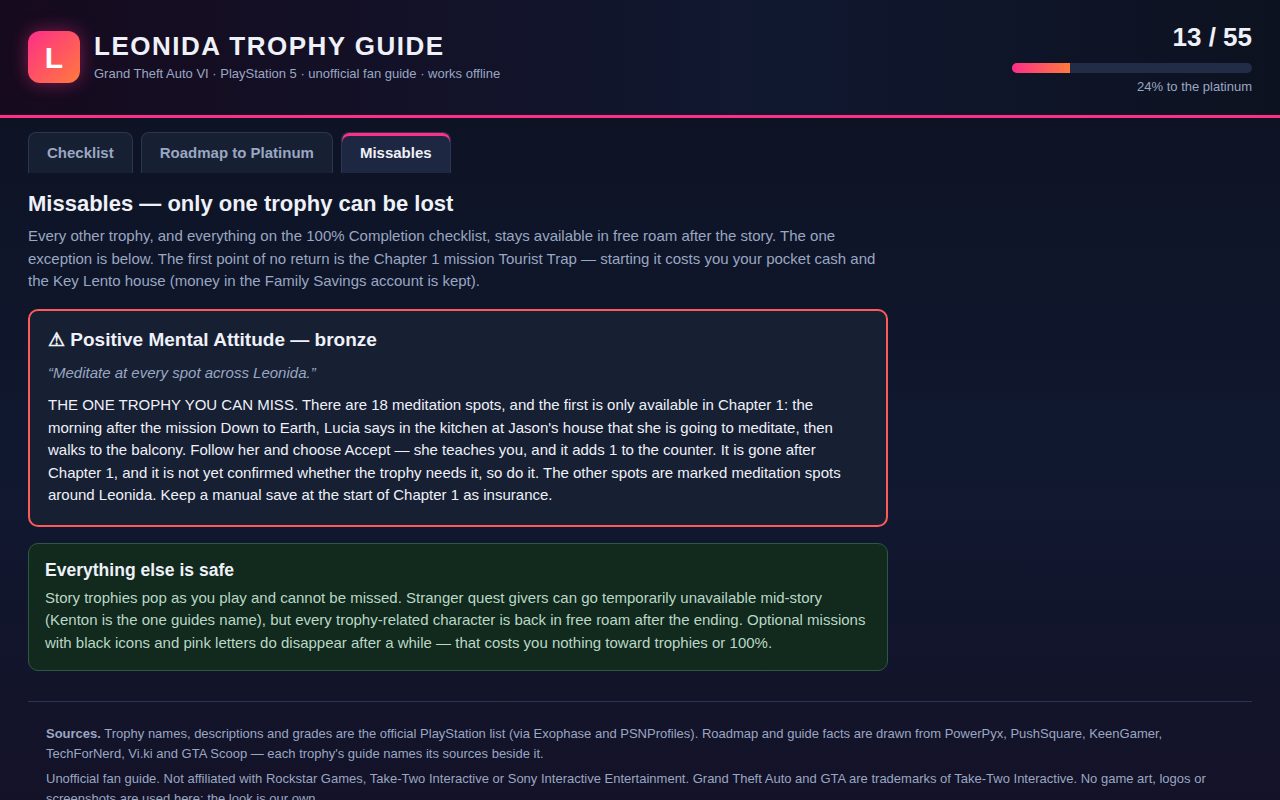 L
LEONIDA TROPHY GUIDE
Grand Theft Auto VI · PlayStation 5 · unofficial fan guide · works offline
13 / 55
24% to the platinum
Checklist
Roadmap to Platinum
Missables
Missables — only one trophy can be lost
Every other trophy, and everything on the 100% Completion checklist, stays available in free roam after the story. The one
exception is below. The first point of no return is the Chapter 1 mission Tourist Trap — starting it costs you your pocket cash and
the Key Lento house (money in the Family Savings account is kept).
⚠ Positive Mental Attitude — bronze
“Meditate at every spot across Leonida.”
THE ONE TROPHY YOU CAN MISS. There are 18 meditation spots, and the first is only available in Chapter 1: the
morning after the mission Down to Earth, Lucia says in the kitchen at Jason's house that she is going to meditate, then
walks to the balcony. Follow her and choose Accept — she teaches you, and it adds 1 to the counter. It is gone after
Chapter 1, and it is not yet confirmed whether the trophy needs it, so do it. The other spots are marked meditation spots
around Leonida. Keep a manual save at the start of Chapter 1 as insurance.
Everything else is safe
Story trophies pop as you play and cannot be missed. Stranger quest givers can go temporarily unavailable mid-story
(Kenton is the one guides name), but every trophy-related character is back in free roam after the ending. Optional missions
with black icons and pink letters do disappear after a while — that costs you nothing toward trophies or 100%.
Sources. Trophy names, descriptions and grades are the official PlayStation list (via Exophase and PSNProfiles). Roadmap and guide facts are drawn from PowerPyx, PushSquare, KeenGamer,
TechForNerd, Vi.ki and GTA Scoop — each trophy's guide names its sources beside it.
Unofficial fan guide. Not affiliated with Rockstar Games, Take-Two Interactive or Sony Interactive Entertainment. Grand Theft Auto and GTA are trademarks of Take-Two Interactive. No game art, logos or
screenshots are used here; the look is our own.